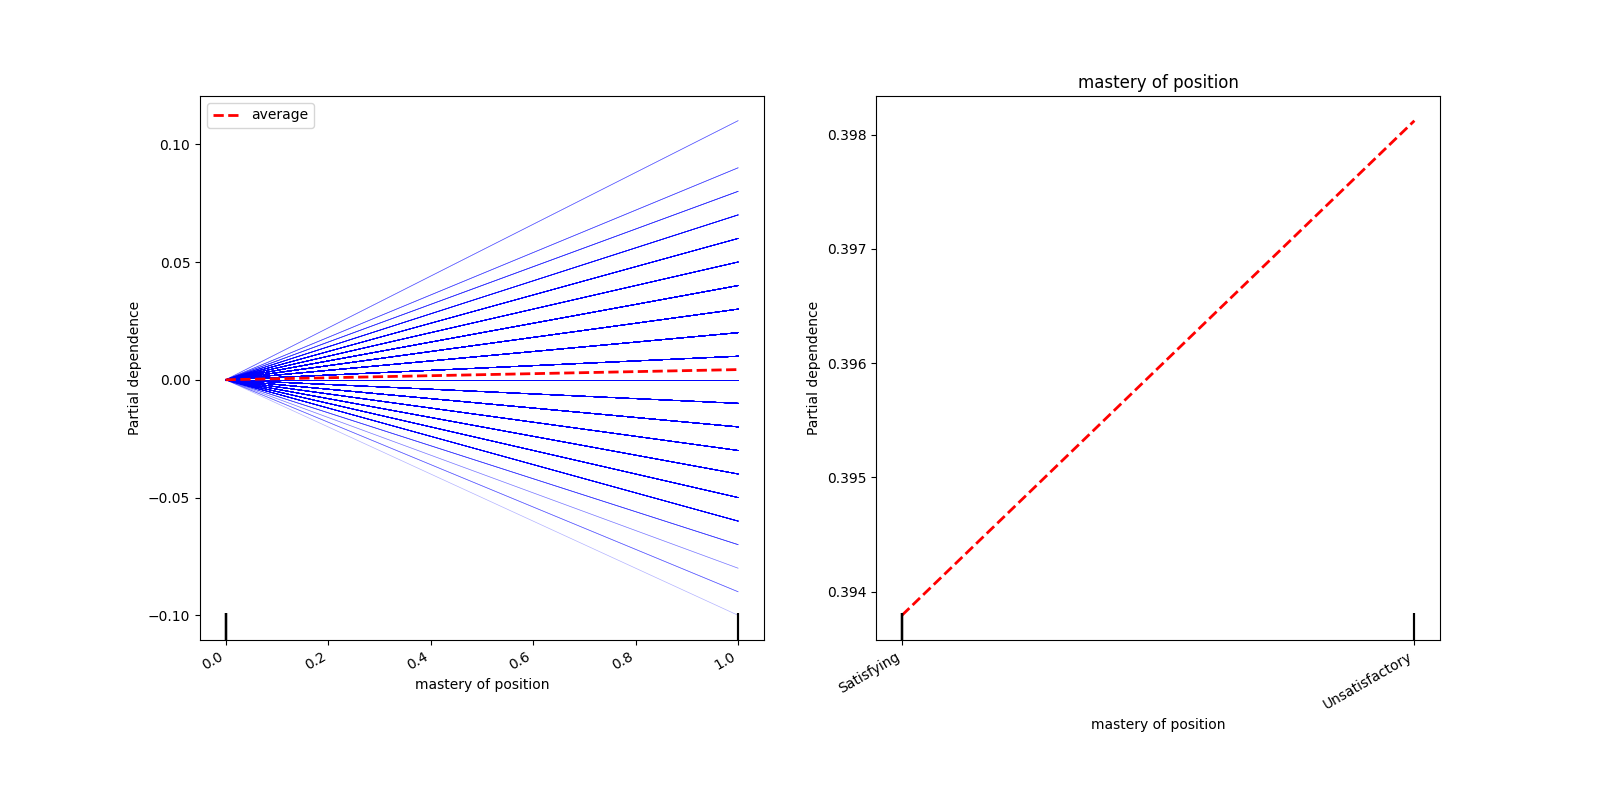 average
Partial dependence
0.10
0.05
0.00
−0.05
−0.10
0.0
0.2
0.4
0.6
0.8
1.0
mastery of position
mastery of position
Partial dependence
0.398
0.397
0.396
0.395
0.394
Satisfying
Unsatisfactory
mastery of position